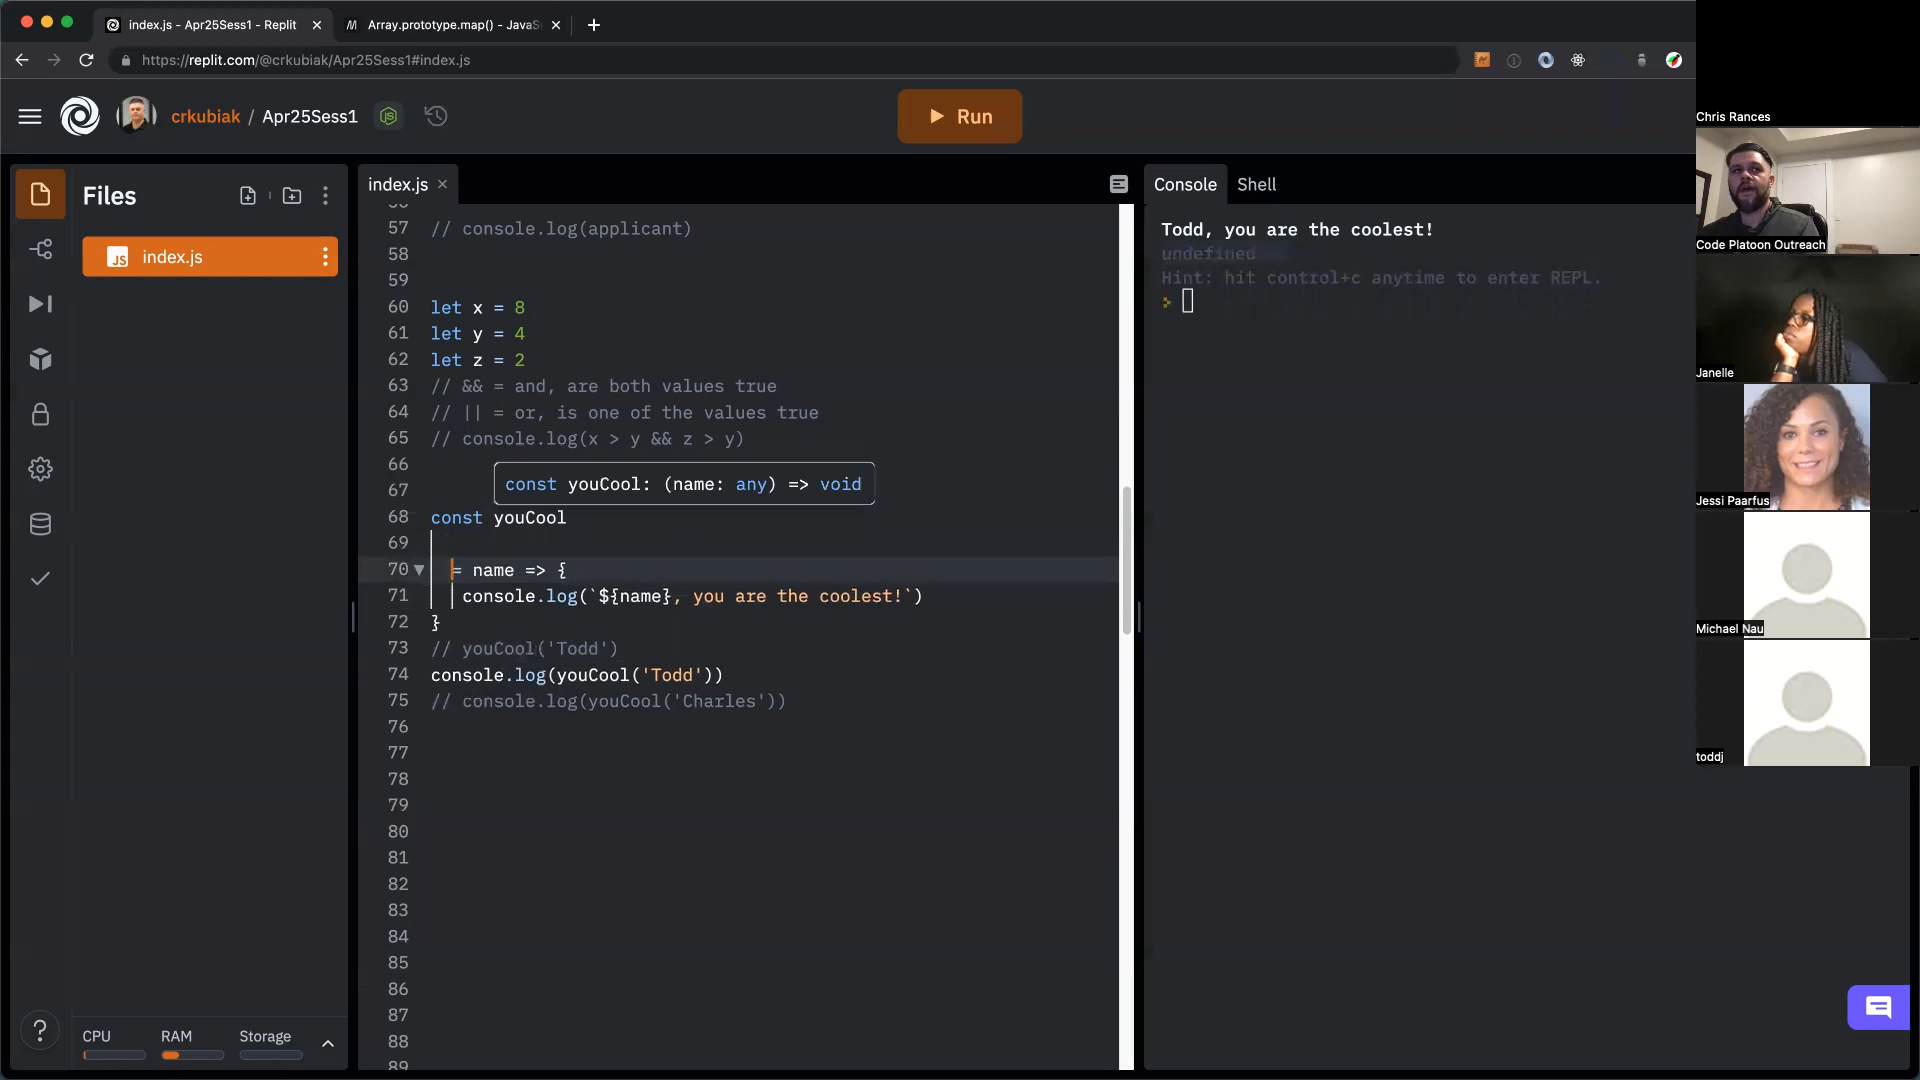 index.js - Apr25Sess1 - Replit
Array.prototype.map() - JavaS
https://replit.com/@crkubiak/Apr25Sess1#index.js
crkubiak / Apr25Sess1
Run
Files
index.js
JS index.js
CPU RAM Storage
57 // console.log(applicant)
58
59
60 let x = 8
61 let y = 4
62 let z = 2
63 // && = and, are both values true
64 // || = or, is one of the values true
65 // console.log(x > y && z > y)
66
67
const youCool: (name: any) => void
68 const youCool
69
70 = name => {
71 console.log(`${name}, you are the coolest!`)
72 }
73 // youCool('Todd')
74 console.log(youCool('Todd'))
75 // console.log(youCool('Charles'))
76
77
78
79
80
81
82
83
84
85
86
87
88
89
Console Shell
Todd, you are the coolest!
undefined
Hint: hit control+c anytime to enter REPL.
>
Chris Rances
Code Platoon Outreach
Janelle
Jessi Paarfus
Michael Nau
toddj